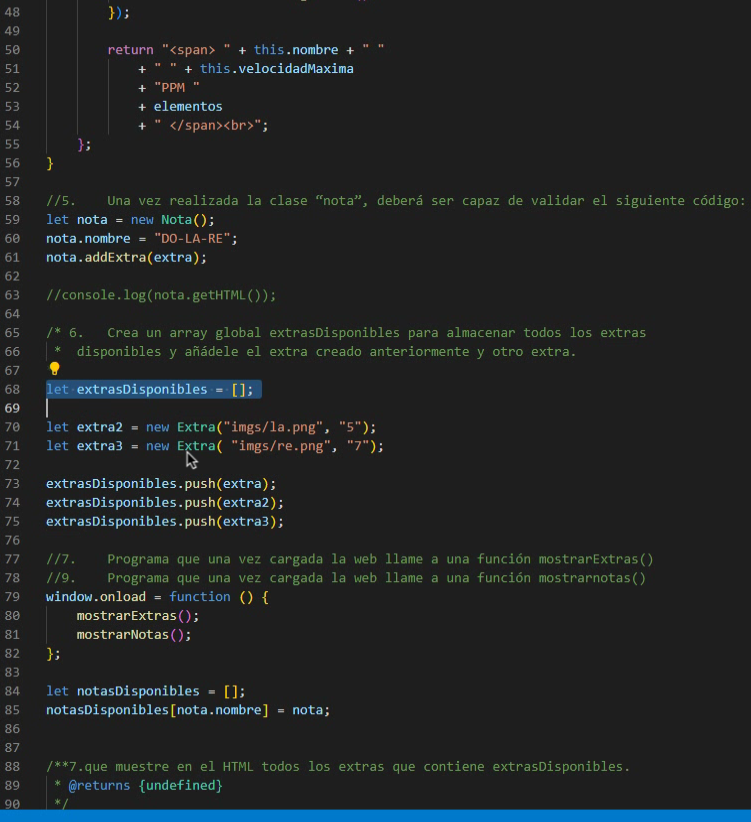 48 });
49
50 return "<span> " + this.nombre + " "
51 + " " + this.velocidadMaxima
52 + "PPM "
53 + elementos
54 + " </span><br>";
55 };
56 }
57
58 //5. Una vez realizada la clase “nota”, deberá ser capaz de validar el siguiente código:
59 let nota = new Nota();
60 nota.nombre = "DO-LA-RE";
61 nota.addExtra(extra);
62
63 //console.log(nota.getHTML());
64
65 /* 6. Crea un array global extrasDisponibles para almacenar todos los extras
66 * disponibles y añádele el extra creado anteriormente y otro extra.
67
68 let extrasDisponibles = [];
69
70 let extra2 = new Extra("imgs/la.png", "5");
71 let extra3 = new Extra( "imgs/re.png", "7");
72
73 extrasDisponibles.push(extra);
74 extrasDisponibles.push(extra2);
75 extrasDisponibles.push(extra3);
76
77 //7. Programa que una vez cargada la web llame a una función mostrarExtras()
78 //9. Programa que una vez cargada la web llame a una función mostrarnotas()
79 window.onload = function () {
80 mostrarExtras();
81 mostrarNotas();
82 };
83
84 let notasDisponibles = [];
85 notasDisponibles[nota.nombre] = nota;
86
87
88 /**7.que muestre en el HTML todos los extras que contiene extrasDisponibles.
89 * @returns {undefined}
90 */